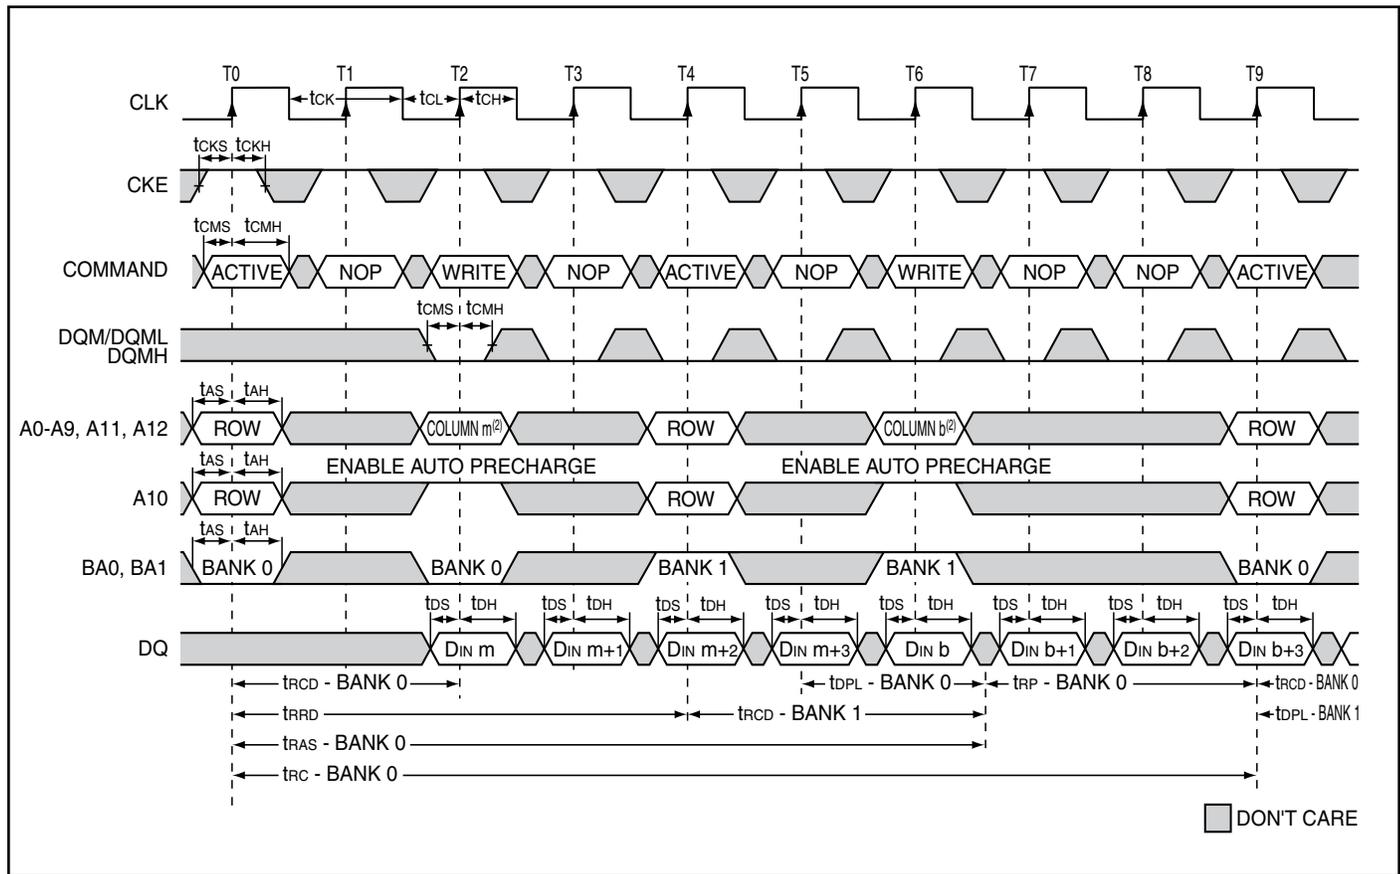 T0 T1 T2 T3 T4 T5 T6 T7 T8 T9
CLK tCK tCL tCH
tCKS tCKH
CKE
tCMS tCMH
COMMAND ACTIVE NOP WRITE NOP ACTIVE NOP WRITE NOP NOP ACTIVE
tCMS tCMH
DQM/DQML
DQMH
tAS tAH
A0-A9, A11, A12 ROW COLUMN m(2) ROW COLUMN b(2) ROW
tAS tAH ENABLE AUTO PRECHARGE ENABLE AUTO PRECHARGE
A10 ROW ROW ROW
tAS tAH
BA0, BA1 BANK 0 BANK 0 BANK 1 BANK 1 BANK 0
tDS tDH tDS tDH tDS tDH tDS tDH tDS tDH tDS tDH tDS tDH tDS tDH
DQ DIN m DIN m+1 DIN m+2 DIN m+3 DIN b DIN b+1 DIN b+2 DIN b+3
tRCD - BANK 0 tDPL - BANK 0 tRP - BANK 0 tRCD - BANK 0
tRRD tRCD - BANK 1 tDPL - BANK 1
tRAS - BANK 0
tRC - BANK 0
DON'T CARE